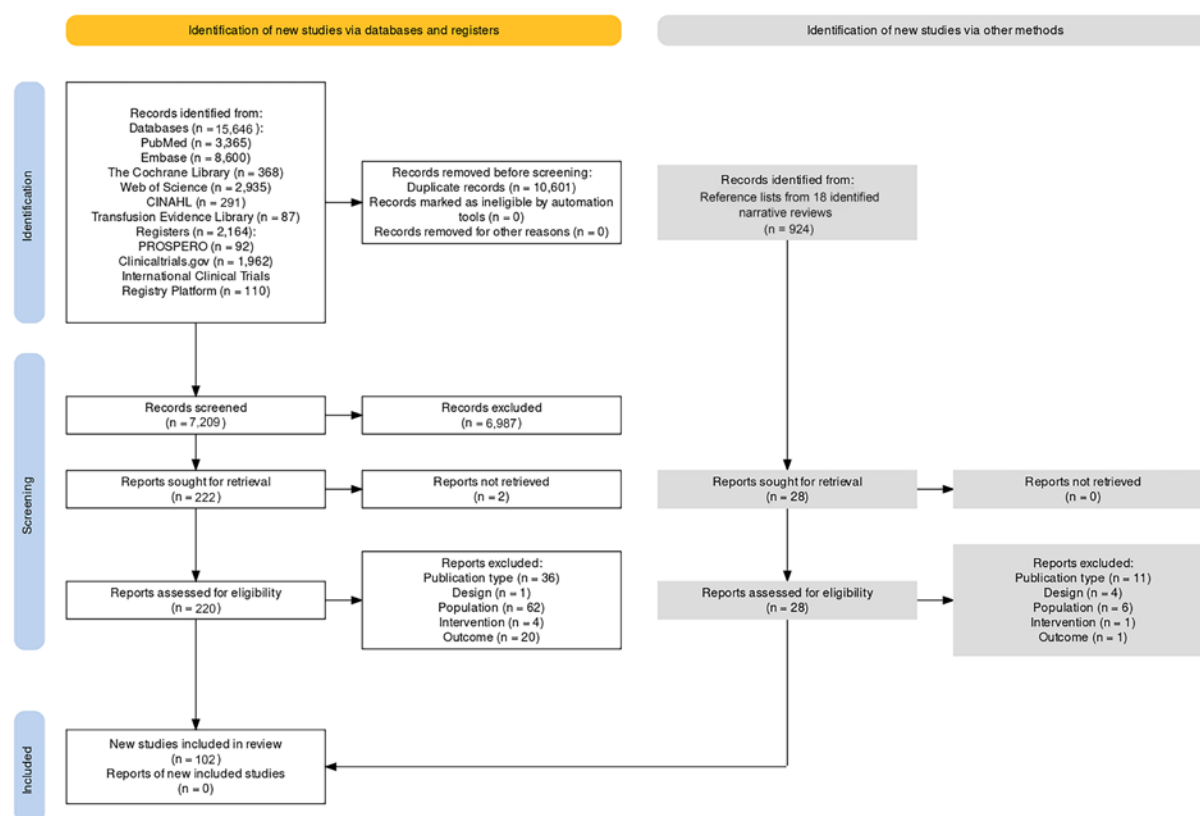 Identification of new studies via databases and registers
Identification of new studies via other methods
Identification
Records identified from:
Databases (n = 15,646 ):
PubMed (n = 3,365)
Embase (n = 8,600)
The Cochrane Library (n = 368)
Web of Science (n = 2,935)
CINAHL (n = 291)
Transfusion Evidence Library (n = 87)
Registers (n = 2,164):
PROSPERO (n = 92)
Clinicaltrials.gov (n = 1,962)
International Clinical Trials
Registry Platform (n = 110)
Records removed before screening:
Duplicate records (n = 10,601)
Records marked as ineligible by automation
tools (n = 0)
Records removed for other reasons (n = 0)
Records identified from:
Reference lists from 18 identified
narrative reviews
(n = 924)
Screening
Records screened
(n = 7,209)
Records excluded
(n = 6,987)
Reports sought for retrieval
(n = 222)
Reports not retrieved
(n = 2)
Reports sought for retrieval
(n = 28)
Reports not retrieved
(n = 0)
Reports assessed for eligibility
(n = 220)
Reports excluded:
Publication type (n = 36)
Design (n = 1)
Population (n = 62)
Intervention (n = 4)
Outcome (n = 20)
Reports assessed for eligibility
(n = 28)
Reports excluded:
Publication type (n = 11)
Design (n = 4)
Population (n = 6)
Intervention (n = 1)
Outcome (n = 1)
Included
New studies included in review
(n = 102)
Reports of new included studies
(n = 0)